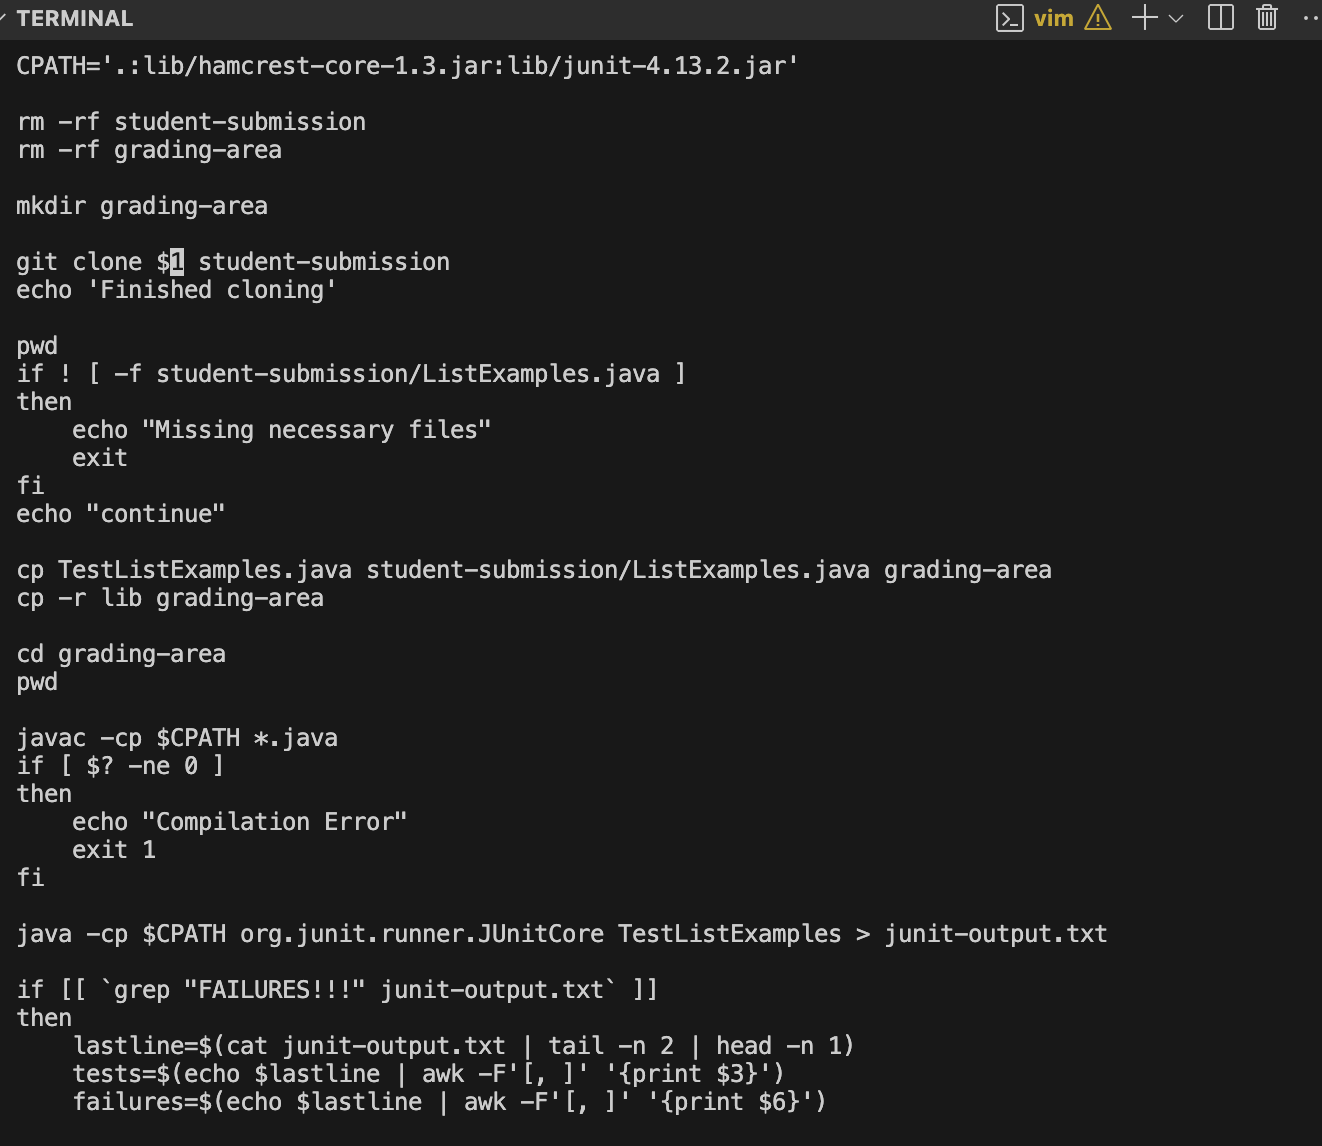 TERMINAL
vim
CPATH='.:lib/hamcrest-core-1.3.jar:lib/junit-4.13.2.jar'
rm -rf student-submission
rm -rf grading-area
mkdir grading-area
git clone $1 student-submission
echo 'Finished cloning'
pwd
if ! [ -f student-submission/ListExamples.java ]
then
    echo "Missing necessary files"
    exit
fi
echo "continue"
cp TestListExamples.java student-submission/ListExamples.java grading-area
cp -r lib grading-area
cd grading-area
pwd
javac -cp $CPATH *.java
if [ $? -ne 0 ]
then
    echo "Compilation Error"
    exit 1
fi
java -cp $CPATH org.junit.runner.JUnitCore TestListExamples > junit-output.txt
if [[ `grep "FAILURES!!!" junit-output.txt` ]]
then
    lastline=$(cat junit-output.txt | tail -n 2 | head -n 1)
    tests=$(echo $lastline | awk -F'[, ]' '{print $3}')
    failures=$(echo $lastline | awk -F'[, ]' '{print $6}')